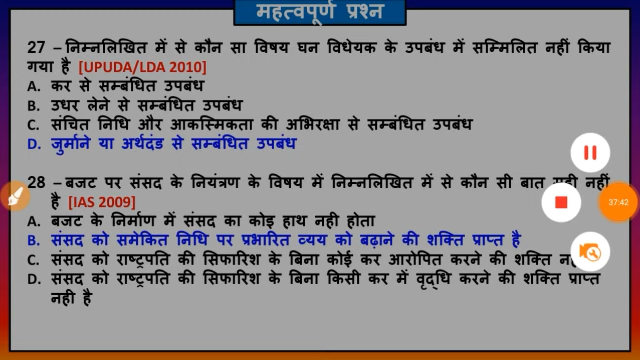 महत्वपूर्ण प्रश्न
27 – निम्नलिखित में से कौन सा विषय घन विधेयक के उपबंध में सम्मिलित नहीं किया
गया है [UPUDA/LDA 2010]
A. कर से सम्बंधित उपबंध
B. उधर लेने से सम्बंधित उपबंध
C. संचित निधि और आकस्मिकता की अभिरक्षा से सम्बंधित उपबंध
D. जुर्माने या अर्थदंड से सम्बंधित उपबंध
28 – बजट पर संसद के नियंत्रण के विषय में निम्नलिखित में से कौन सी बात नहीं
है [IAS 2009]
A. बजट के निर्माण में संसद का कोइ हाथ नही होता
B. संसद को समेकित निधि पर प्रभारित व्यय को बढ़ाने की शक्ति प्राप्त है
C. संसद को राष्ट्रपति की सिफारिश के बिना कोई कर आरोपित करने की शक्ति
D. संसद को राष्ट्रपति की सिफारिश के बिना किसी कर में वृद्धि करने की शक्ति प्राप्त
नही है
37:42